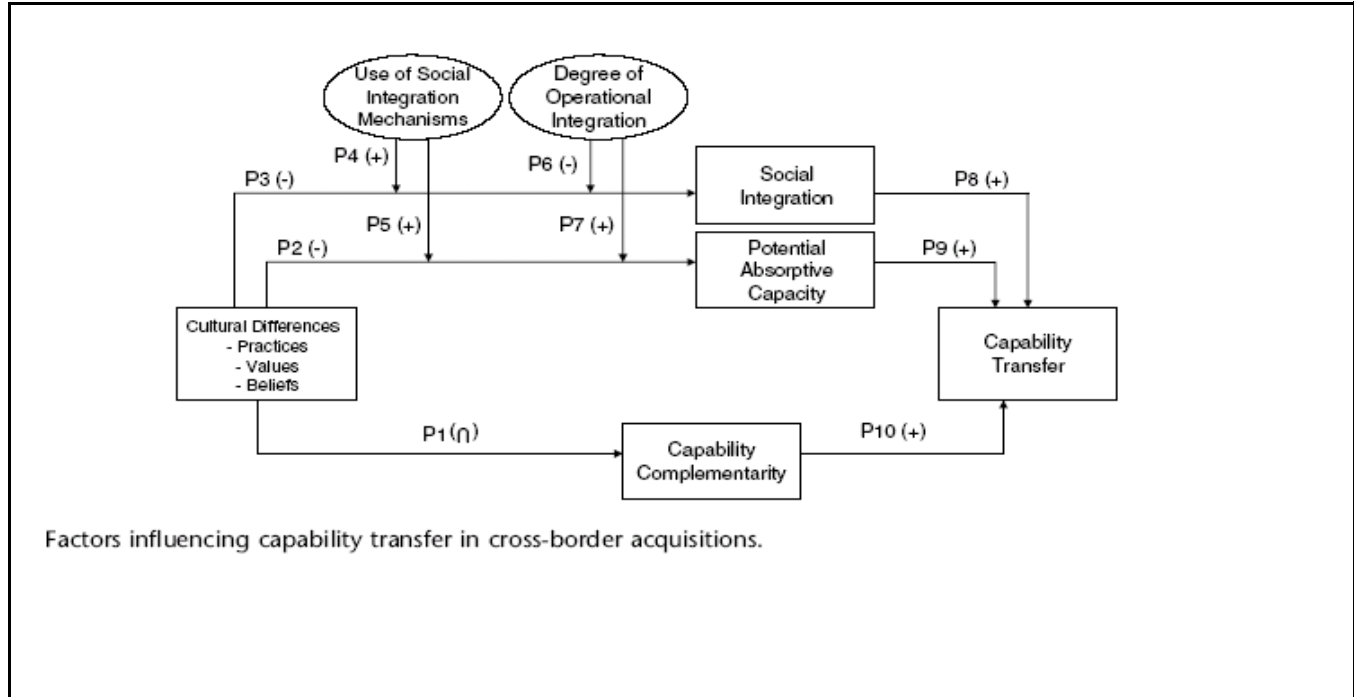 Use of Social
Integration
Mechanisms
Degree of
Operational
Integration
P4 (+)
P6 (-)
P3 (-)
Social
Integration
P8 (+)
P5 (+)
P7 (+)
P2 (-)
Potential
Absorptive
Capacity
P9 (+)
Cultural Differences
- Practices
- Values
- Beliefs
Capability
Transfer
P1(∩)
Capability
Complementarity
P10 (+)
Factors influencing capability transfer in cross-border acquisitions.